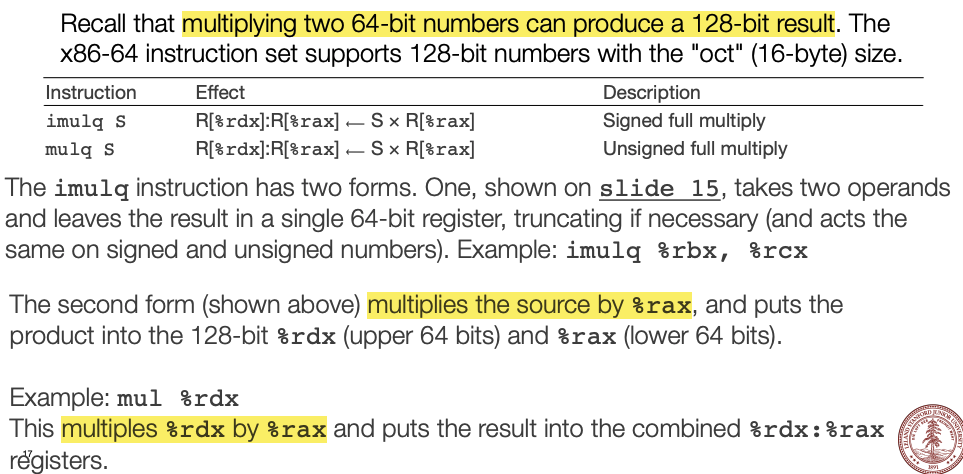 Recall that multiplying two 64-bit numbers can produce a 128-bit result. The
x86-64 instruction set supports 128-bit numbers with the "oct" (16-byte) size.
Instruction Effect Description
imulq S R[%rdx]:R[%rax] ← S × R[%rax] Signed full multiply
mulq S R[%rdx]:R[%rax] ← S × R[%rax] Unsigned full multiply
The imulq instruction has two forms. One, shown on slide 15, takes two operands
and leaves the result in a single 64-bit register, truncating if necessary (and acts the
same on signed and unsigned numbers). Example: imulq %rbx, %rcx
The second form (shown above) multiplies the source by %rax, and puts the
product into the 128-bit %rdx (upper 64 bits) and %rax (lower 64 bits).
Example: mul %rdx
This multiples %rdx by %rax and puts the result into the combined %rdx:%rax
17
registers.
1891